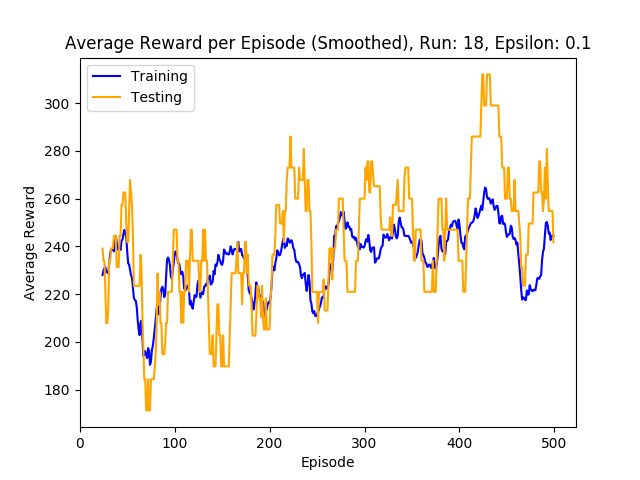 Average Reward per Episode (Smoothed), Run: 18, Epsilon: 0.1
Training
Testing
300
280
260
240
220
200
180
Average Reward
0 100 200 300 400 500
Episode